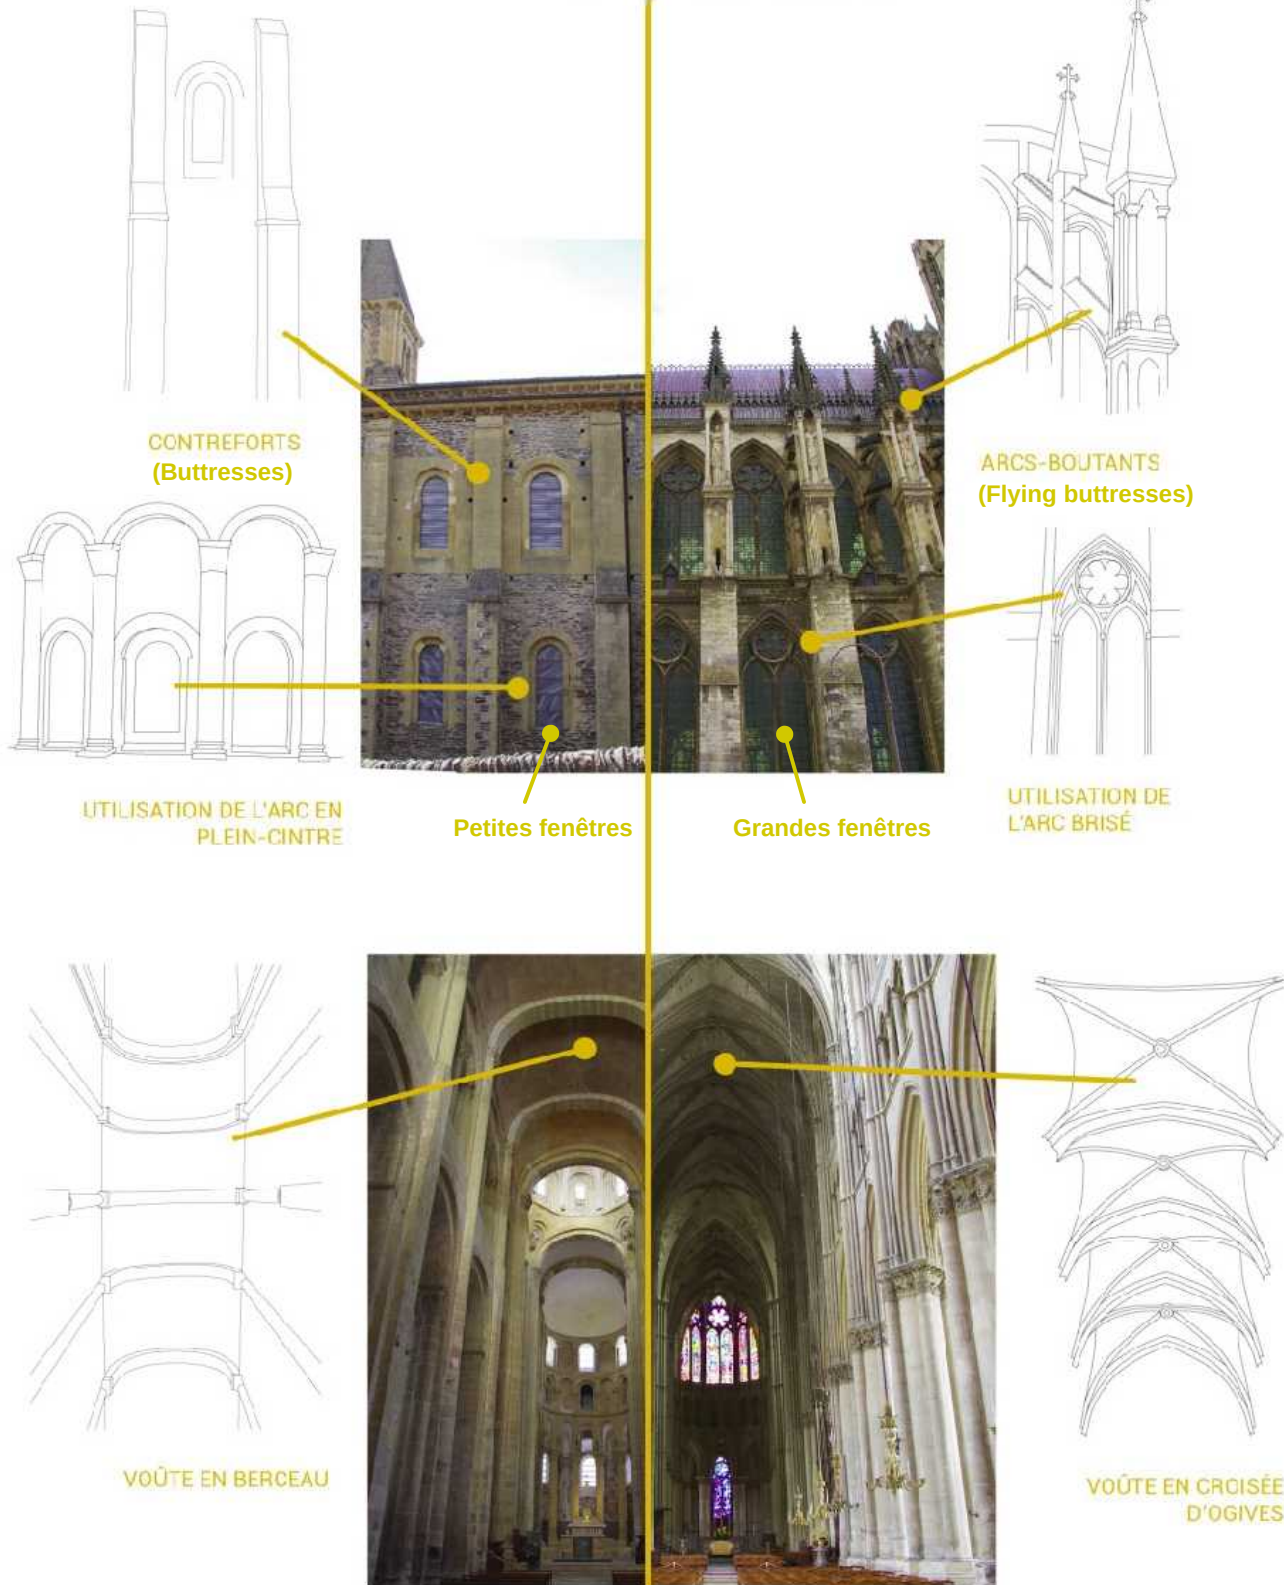 CONTREFORTS
(Buttresses)
ARCS-BOUTANTS
(Flying buttresses)
UTILISATION DE L'ARC EN
PLEIN-CINTRE
Petites fenêtres
Grandes fenêtres
UTILISATION DE
L'ARC BRISÉ
VOÛTE EN BERCEAU
VOÛTE EN CROISÉE
D'OGIVES